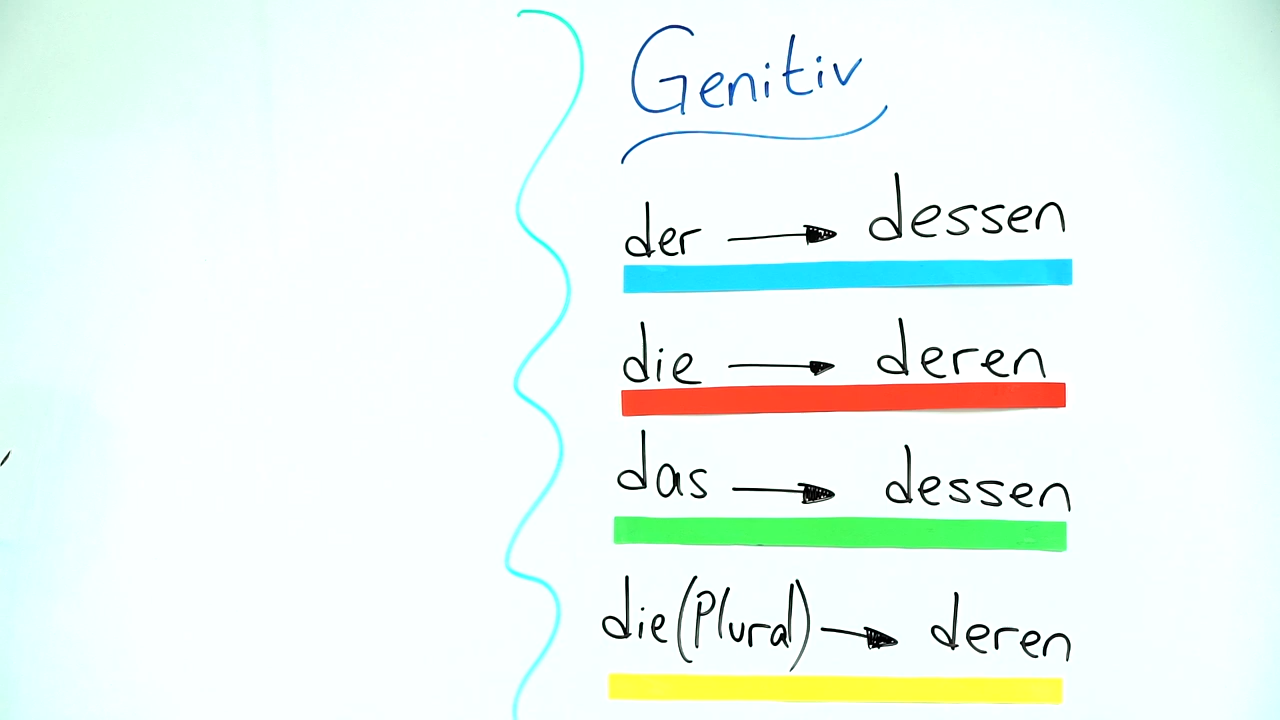 Genitiv
der → dessen
die → deren
das → dessen
die (Plural) → deren